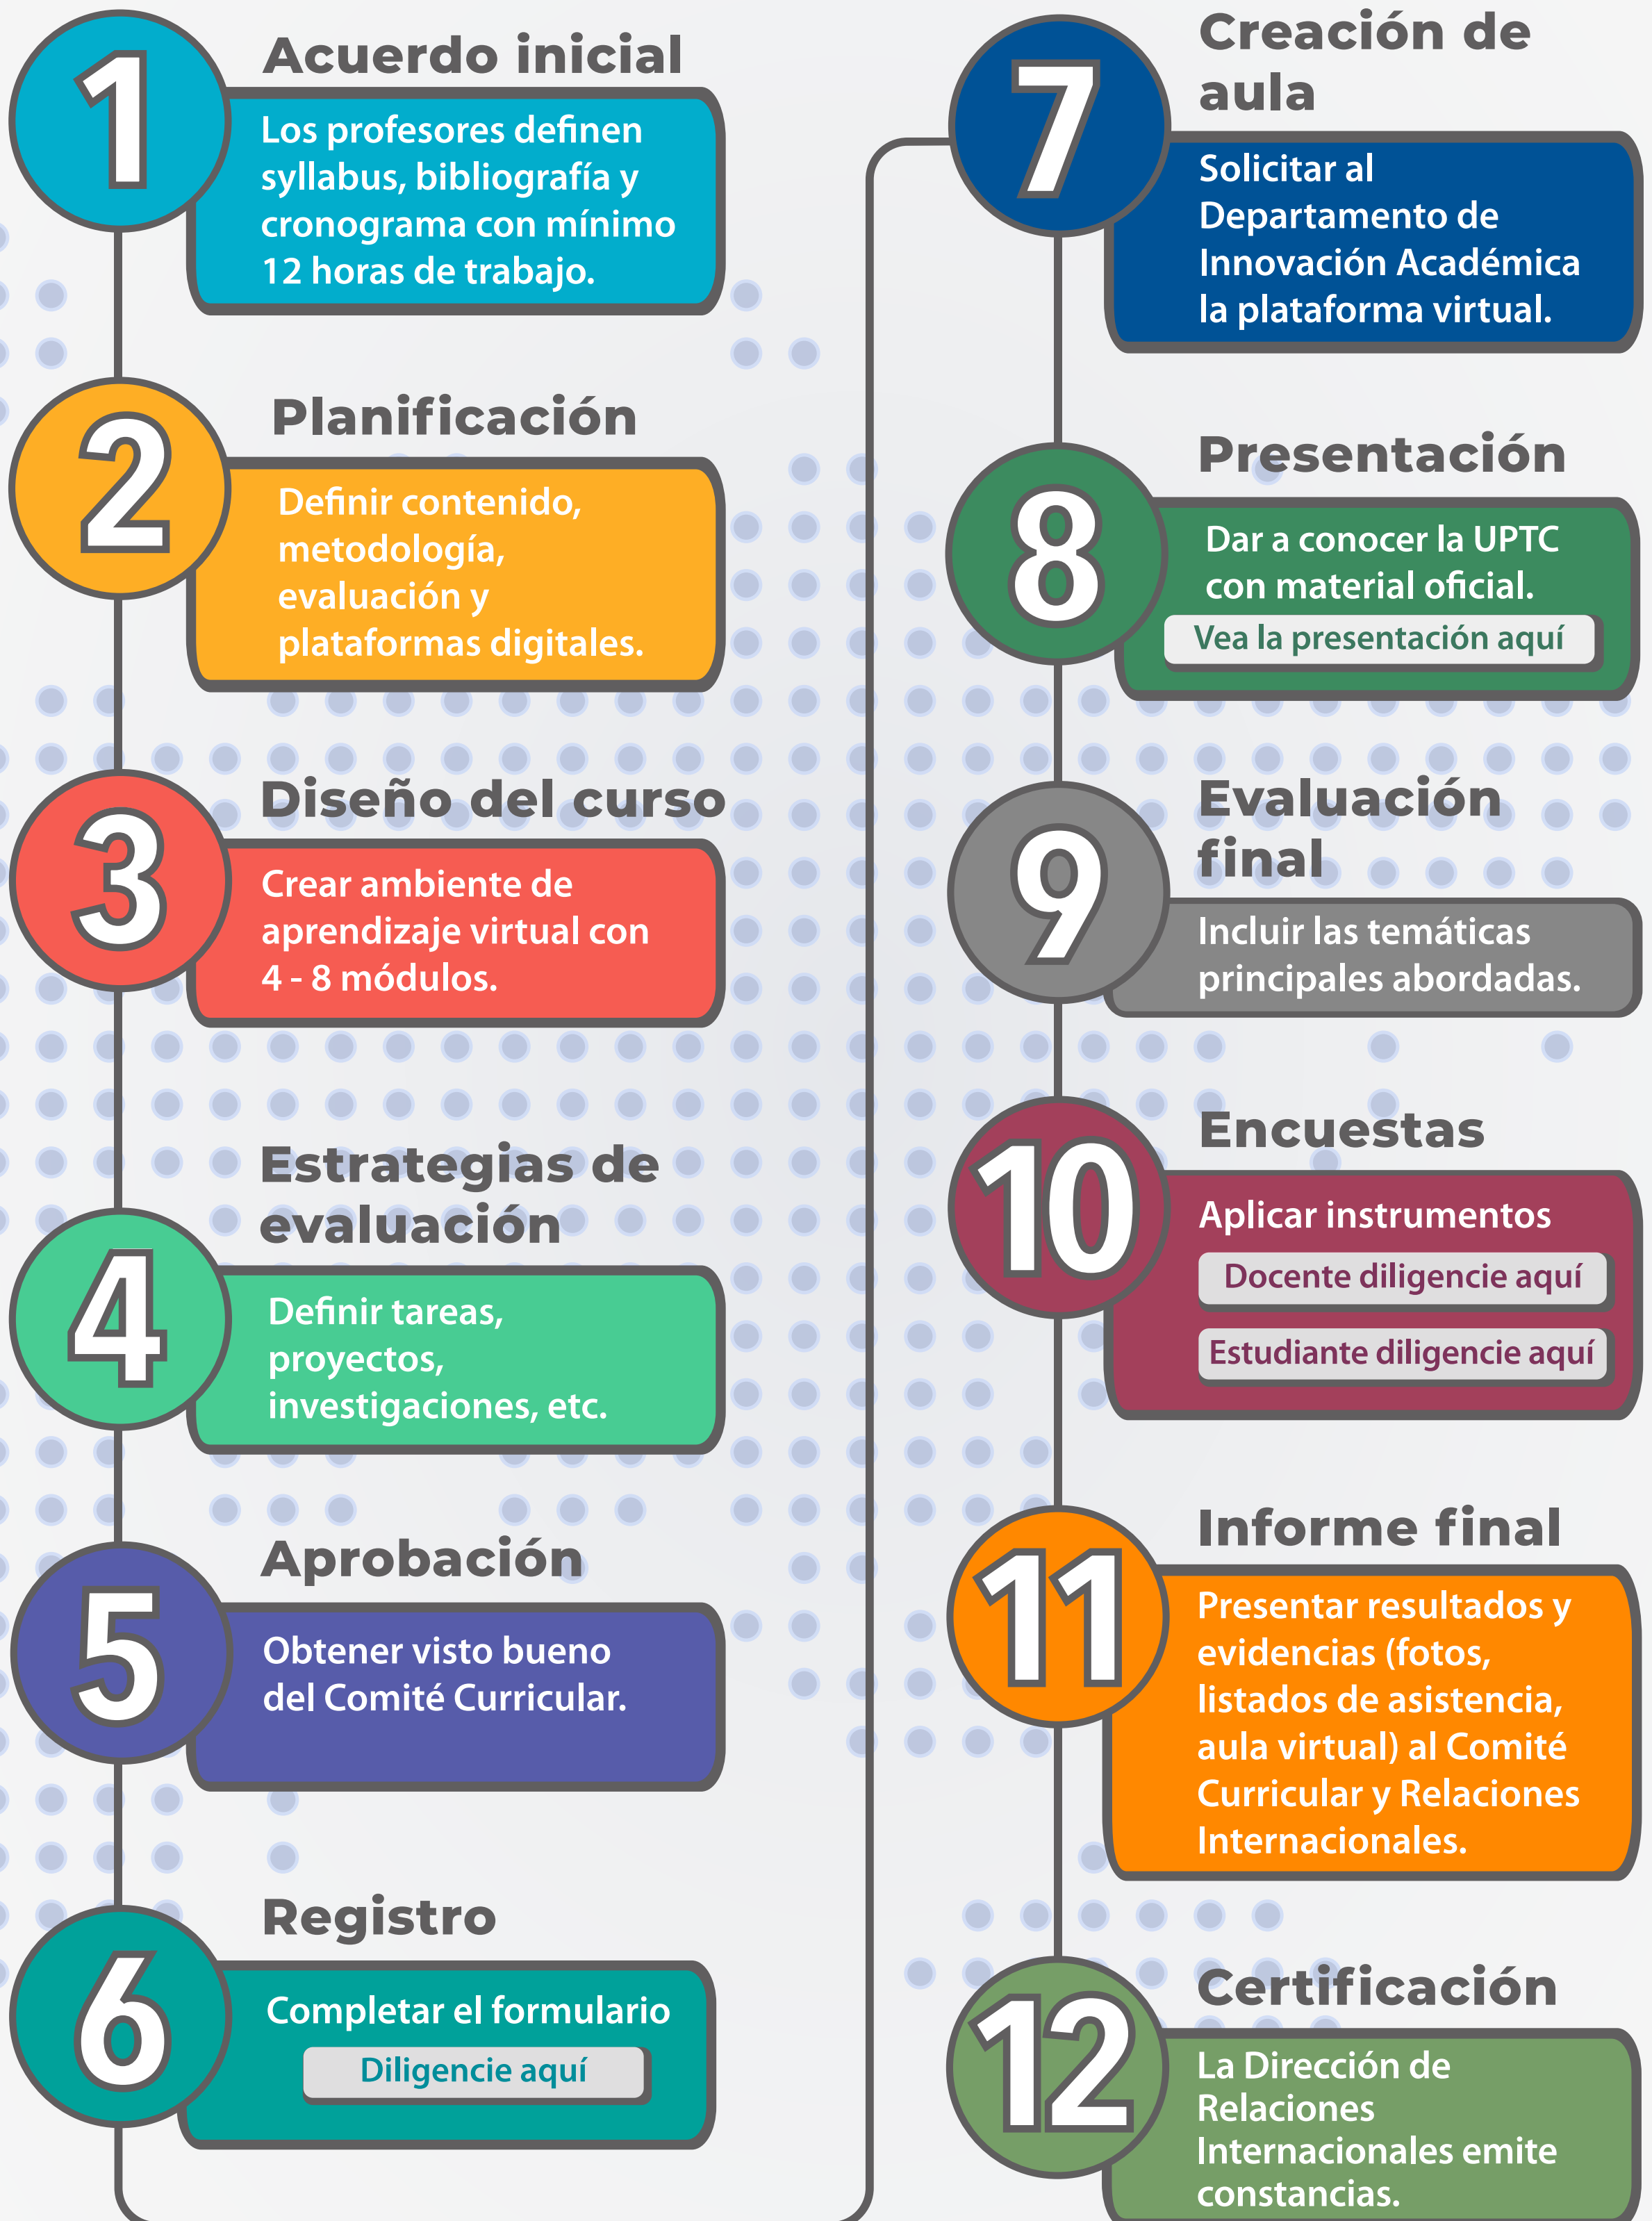 1
Acuerdo inicial
Los profesores definen
syllabus, bibliografía y
cronograma con mínimo
12 horas de trabajo.
2
Planificación
Definir contenido,
metodología,
evaluación y
plataformas digitales.
3
Diseño del curso
Crear ambiente de
aprendizaje virtual con
4 - 8 módulos.
4
Estrategias de
evaluación
Definir tareas,
proyectos,
investigaciones, etc.
5
Aprobación
Obtener visto bueno
del Comité Curricular.
6
Registro
Completar el formulario
Diligencie aquí
7
Creación de
aula
Solicitar al
Departamento de
Innovación Académica
la plataforma virtual.
8
Presentación
Dar a conocer la UPTC
con material oficial.
Vea la presentación aquí
9
Evaluación
final
Incluir las temáticas
principales abordadas.
10
Encuestas
Aplicar instrumentos
Docente diligencie aquí
Estudiante diligencie aquí
11
Informe final
Presentar resultados y
evidencias (fotos,
listados de asistencia,
aula virtual) al Comité
Curricular y Relaciones
Internacionales.
12
Certificación
La Dirección de
Relaciones
Internacionales emite
constancias.